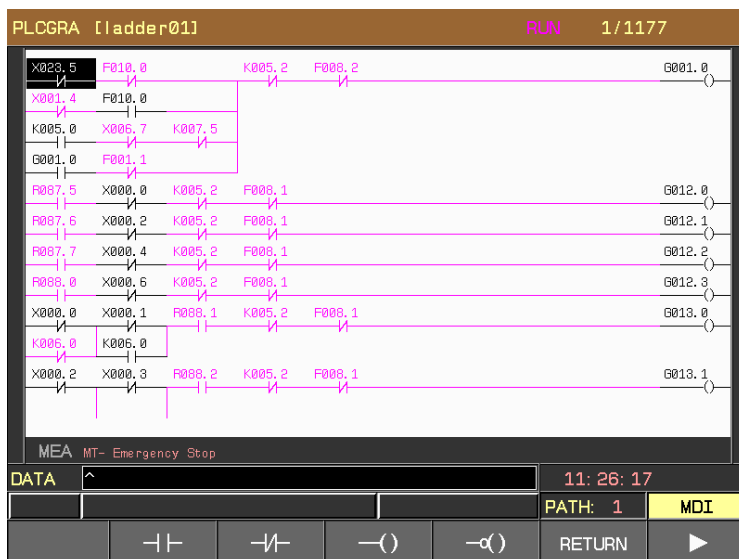 PLCGRA [ladder01] RUN 1/1177
X023.5 F010.0 K005.2 F008.2 G001.0
X001.4 F010.0
K005.0 X006.7 K007.5
G001.0 F001.1
R087.5 X000.0 K005.2 F008.1 G012.0
R087.6 X000.2 K005.2 F008.1 G012.1
R087.7 X000.4 K005.2 F008.1 G012.2
R088.0 X000.6 K005.2 F008.1 G012.3
X000.0 X000.1 R088.1 K005.2 F008.1 G013.0
K006.0 K006.0
X000.2 X000.3 R088.2 K005.2 F008.1 G013.1
MEA MT- Emergency Stop
DATA ^ 11:26:17
PATH: 1 MDI
RETURN